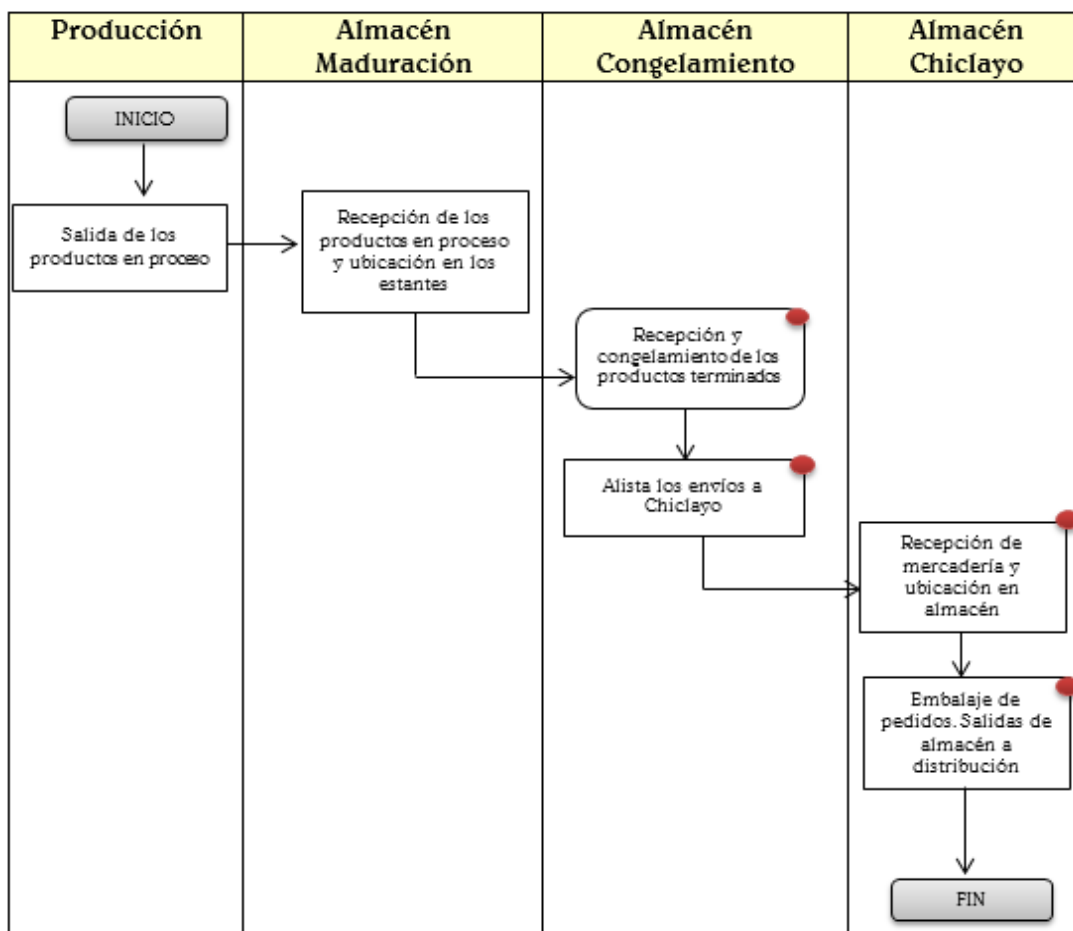 Producción
Almacén
Maduración
Almacén
Congelamiento
Almacén
Chiclayo
INICIO
Salida de los
productos en proceso
Recepción de los
productos en proceso
y ubicación en los
estantes
Recepción y
congelamiento de los
productos terminados
Alista los envíos a
Chiclayo
Recepción de
mercadería y
ubicación en
almacén
Embalaje de
pedidos. Salidas de
almacén a
distribución
FIN